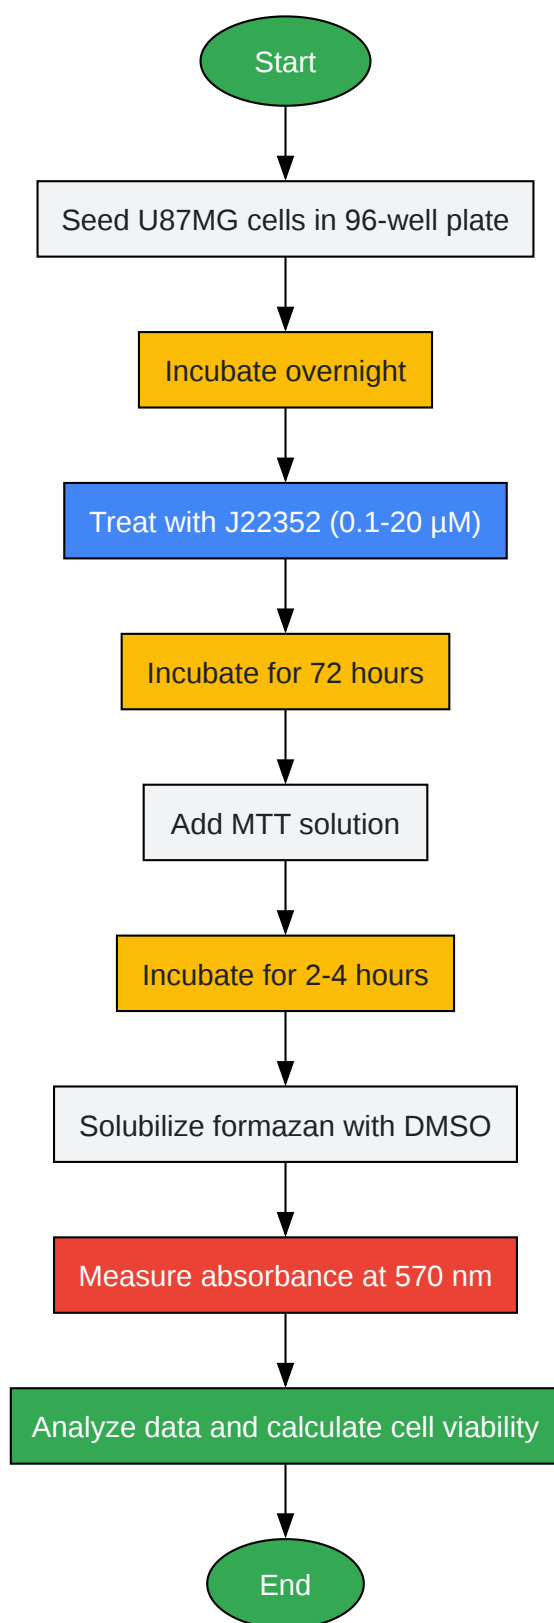 Start
Seed U87MG cells in 96-well plate
Incubate overnight
Treat with J22352 (0.1-20 µM)
Incubate for 72 hours
Add MTT solution
Incubate for 2-4 hours
Solubilize formazan with DMSO
Measure absorbance at 570 nm
Analyze data and calculate cell viability
End